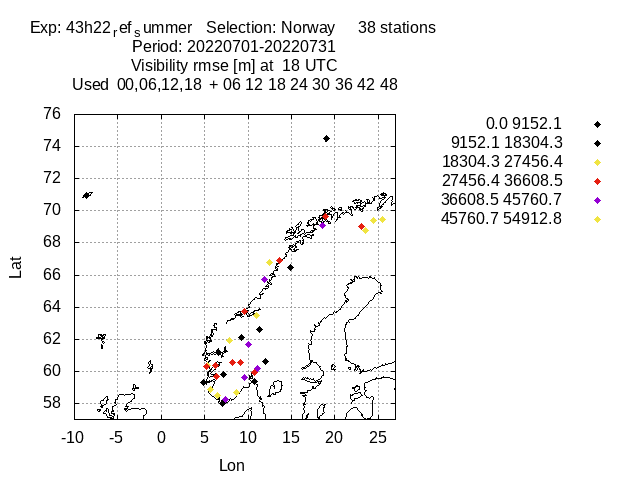 Exp: 43h22refsummer   Selection: Norway     38 stations
Period: 20220701-20220731
Visibility rmse [m] at  18 UTC
Used  00,06,12,18  + 06 12 18 24 30 36 42 48
76
74
72
70
68
66
64
62
60
58
Lat
-10 -5 0 5 10 15 20 25
Lon
0.0 9152.1
9152.1 18304.3
18304.3 27456.4
27456.4 36608.5
36608.5 45760.7
45760.7 54912.8